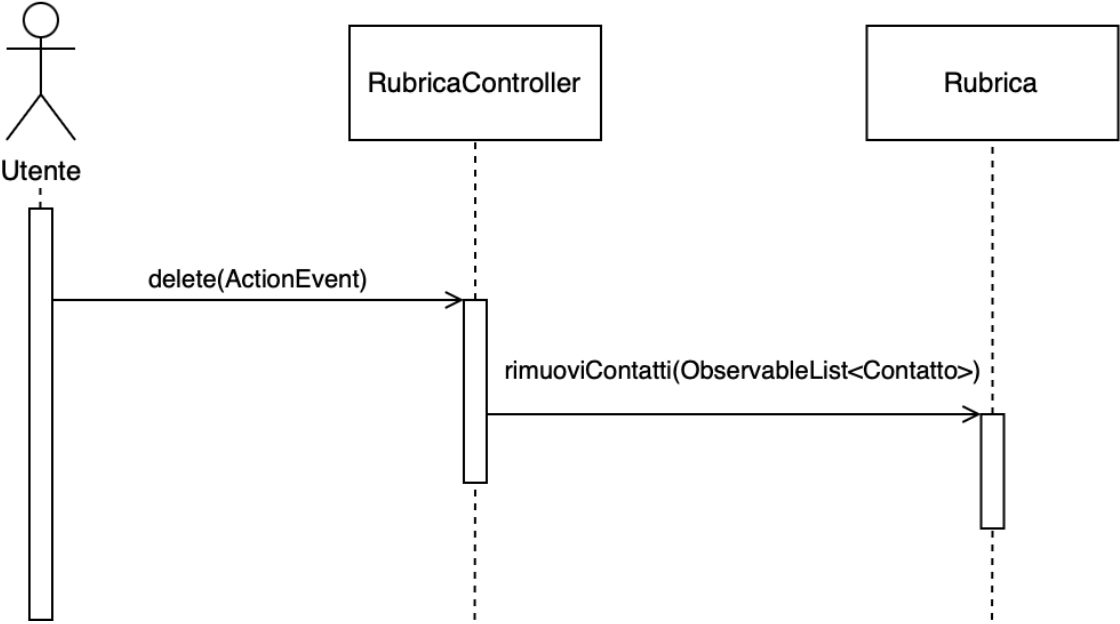 RubricaController
Rubrica
Utente
delete(ActionEvent)
rimuoviContatti(ObservableList<Contatto>)